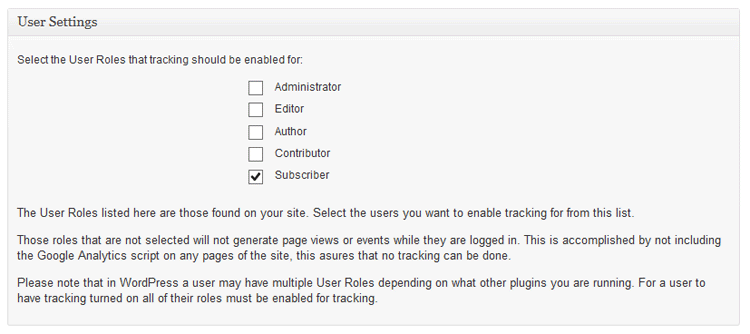 User Settings
Select the User Roles that tracking should be enabled for:
Administrator
Editor
Author
Contributor
Subscriber
The User Roles listed here are those found on your site. Select the users you want to enable tracking for from this list.
Those roles that are not selected will not generate page views or events while they are logged in. This is accomplished by not including
the Google Analytics script on any pages of the site, this asures that no tracking can be done.
Please note that in WordPress a user may have multiple User Roles depending on what other plugins you are running. For a user to
have tracking turned on all of their roles must be enabled for tracking.